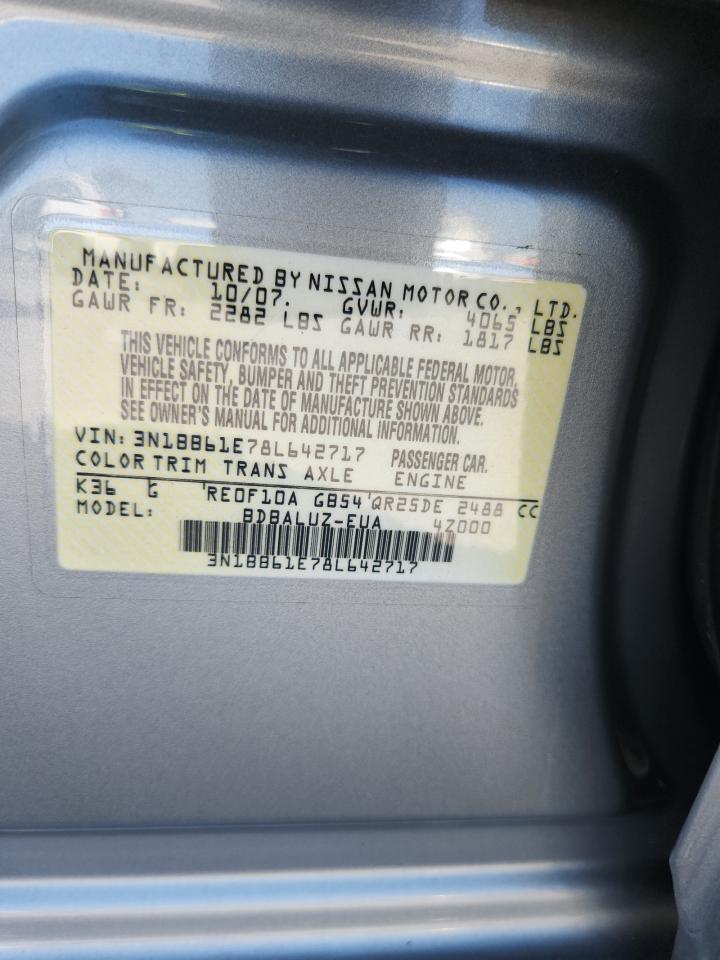 MANUFACTURED BY NISSAN MOTOR CO., LTD.
DATE: 10/07. GVWR: 4065 LBS
GAWR FR: 2282 LBS GAWR RR: 1817 LBS
THIS VEHICLE CONFORMS TO ALL APPLICABLE FEDERAL MOTOR
VEHICLE SAFETY, BUMPER AND THEFT PREVENTION STANDARDS
IN EFFECT ON THE DATE OF MANUFACTURE SHOWN ABOVE.
SEE OWNER'S MANUAL FOR ADDITIONAL INFORMATION.
VIN: 3N1BB61E78L642717 PASSENGER CAR.
COLOR TRIM TRANS AXLE ENGINE
K36 G RE0F10A GB54 QR25DE 2488 CC
MODEL: BDBALUZ-EUA 4Z000
3N1BB61E78L642717